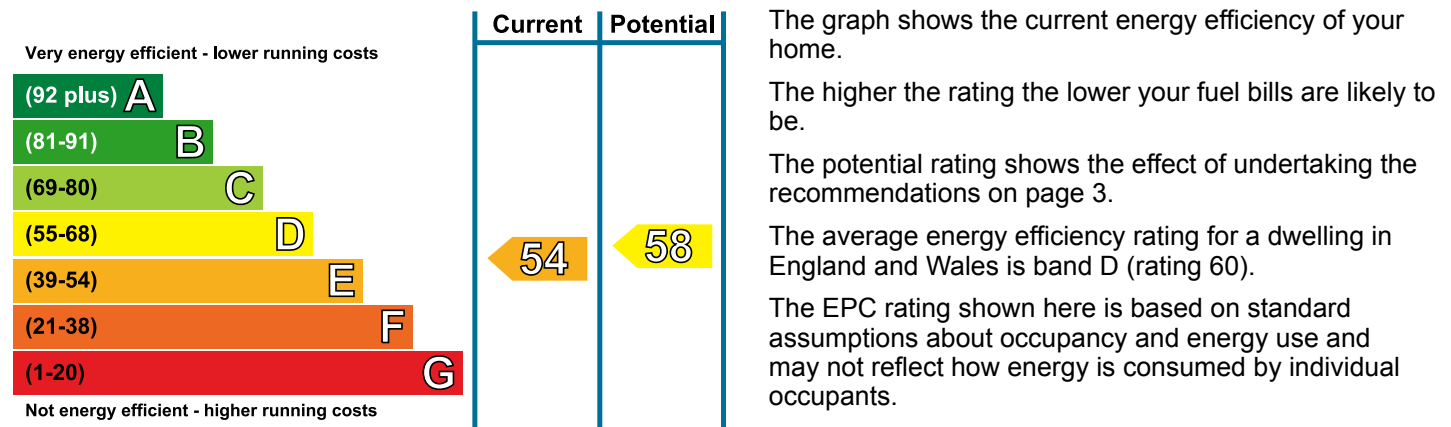 Current Potential
Very energy efficient - lower running costs
(92 plus) A
(81-91) B
(69-80) C
(55-68) D
(39-54) E
(21-38) F
(1-20) G
Not energy efficient - higher running costs
54 58
The graph shows the current energy efficiency of your
home.
The higher the rating the lower your fuel bills are likely to
be.
The potential rating shows the effect of undertaking the
recommendations on page 3.
The average energy efficiency rating for a dwelling in
England and Wales is band D (rating 60).
The EPC rating shown here is based on standard
assumptions about occupancy and energy use and
may not reflect how energy is consumed by individual
occupants.